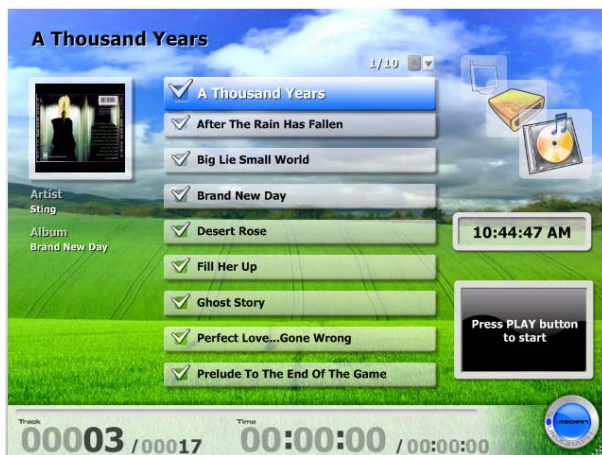 A Thousand Years
1/10
A Thousand Years
After The Rain Has Fallen
Big Lie Small World
Brand New Day
Desert Rose
Fill Her Up
Ghost Story
Perfect Love...Gone Wrong
Prelude To The End Of The Game
Artist
Sting
Album
Brand New Day
10:44:47 AM
Press PLAY button
to start
Track
00003 /00017
Time
00:00:00 / 00:00:00